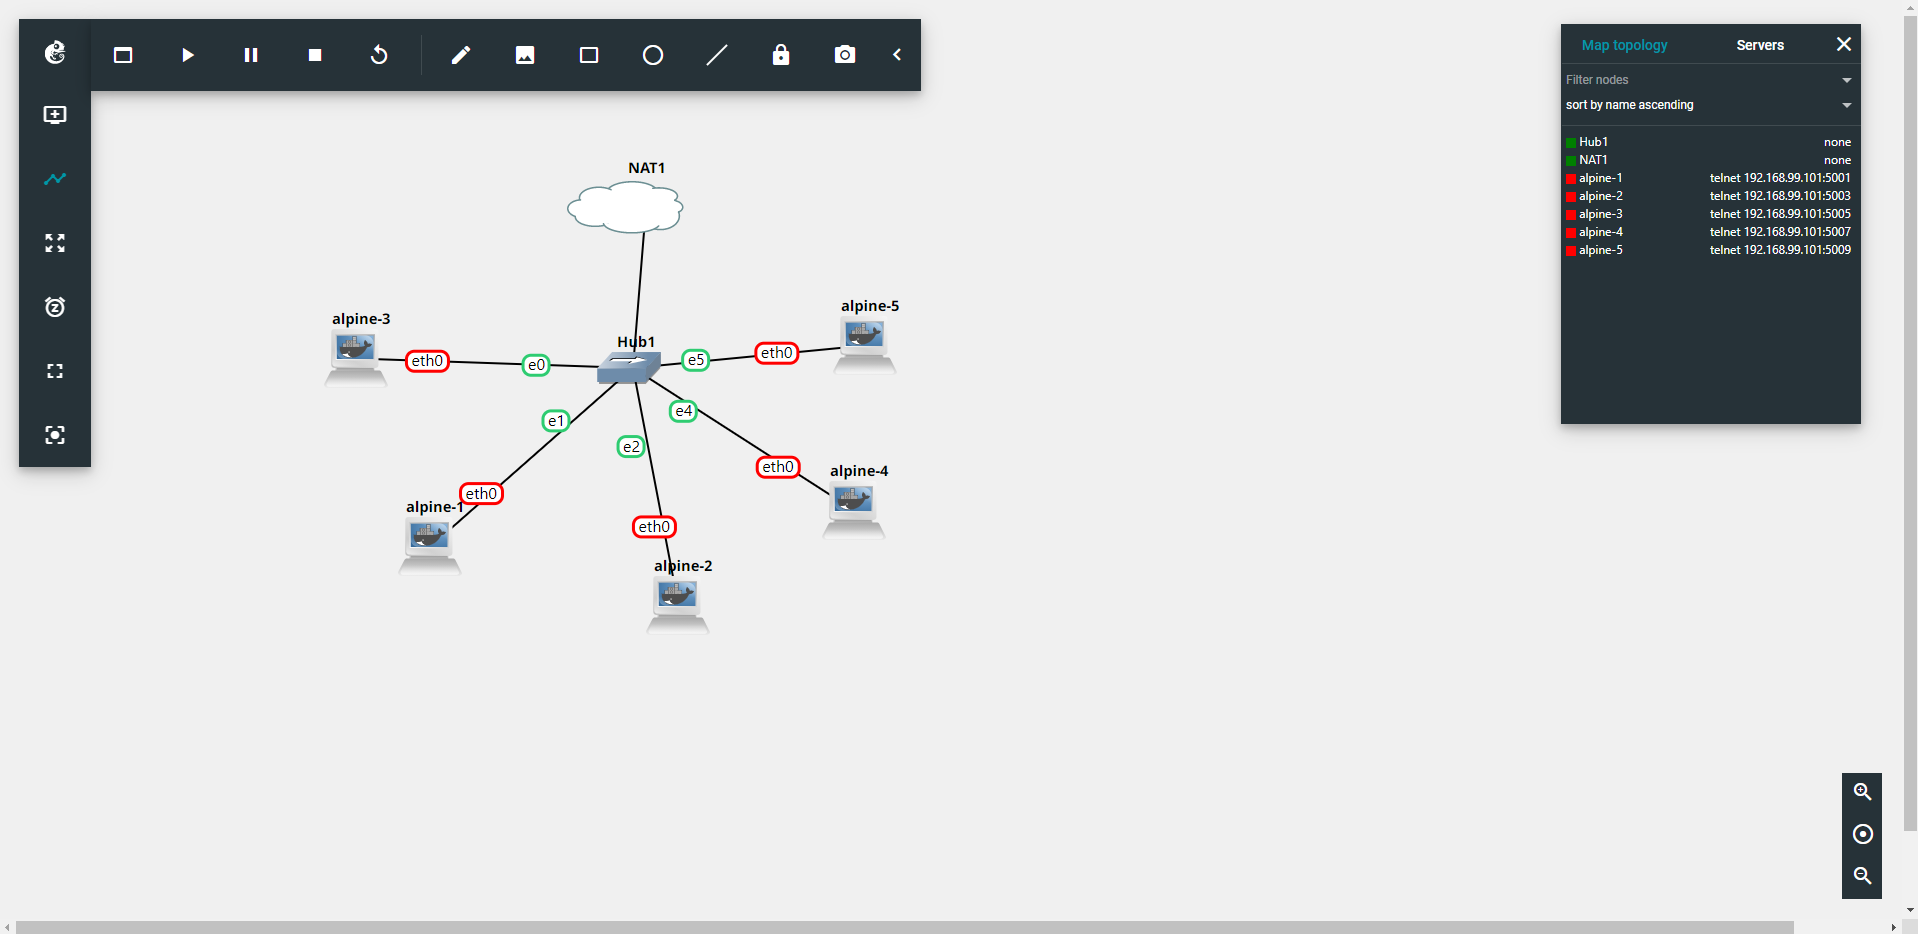 Map topology Servers
Filter nodes
sort by name ascending
Hub1 none
NAT1 none
alpine-1 telnet 192.168.99.101:5001
alpine-2 telnet 192.168.99.101:5003
alpine-3 telnet 192.168.99.101:5005
alpine-4 telnet 192.168.99.101:5007
alpine-5 telnet 192.168.99.101:5009
NAT1
alpine-5
alpine-3
Hub1
eth0
e0
e5
eth0
e4
e1
e2
eth0
alpine-4
eth0
alpine-1
eth0
alpine-2